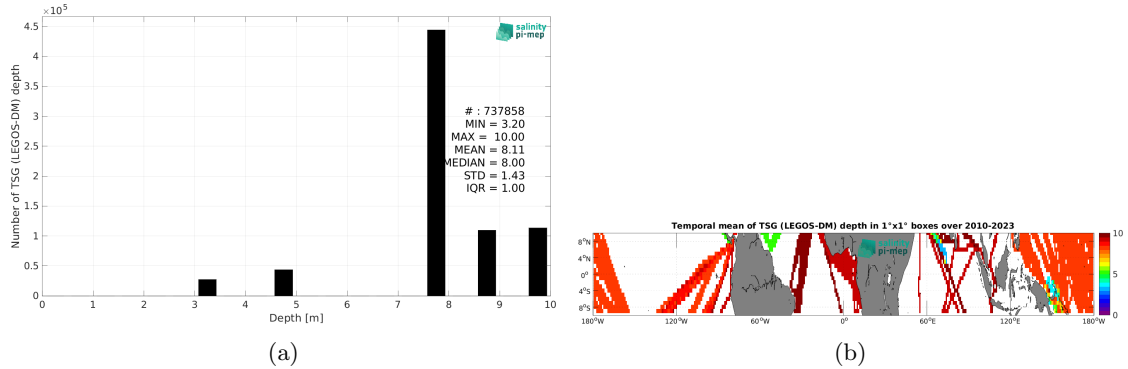 ×10⁵
4.5
4
3.5
3
2.5
2
1.5
1
0.5
0
Number of TSG (LEGOS-DM) depth
salinity
pi-mep
# : 737858
MIN = 3.20
MAX = 10.00
MEAN = 8.11
MEDIAN = 8.00
STD = 1.43
IQR = 1.00
0 1 2 3 4 5 6 7 8 9 10
Depth [m]
(a)
Temporal mean of TSG (LEGOS-DM) depth in 1°x1° boxes over 2010-2023
8°N
4°N
0°
4°S
8°S
salinity
pi-mep
180°W 120°W 60°W 0° 60°E 120°E 180°W
10
5
0
(b)